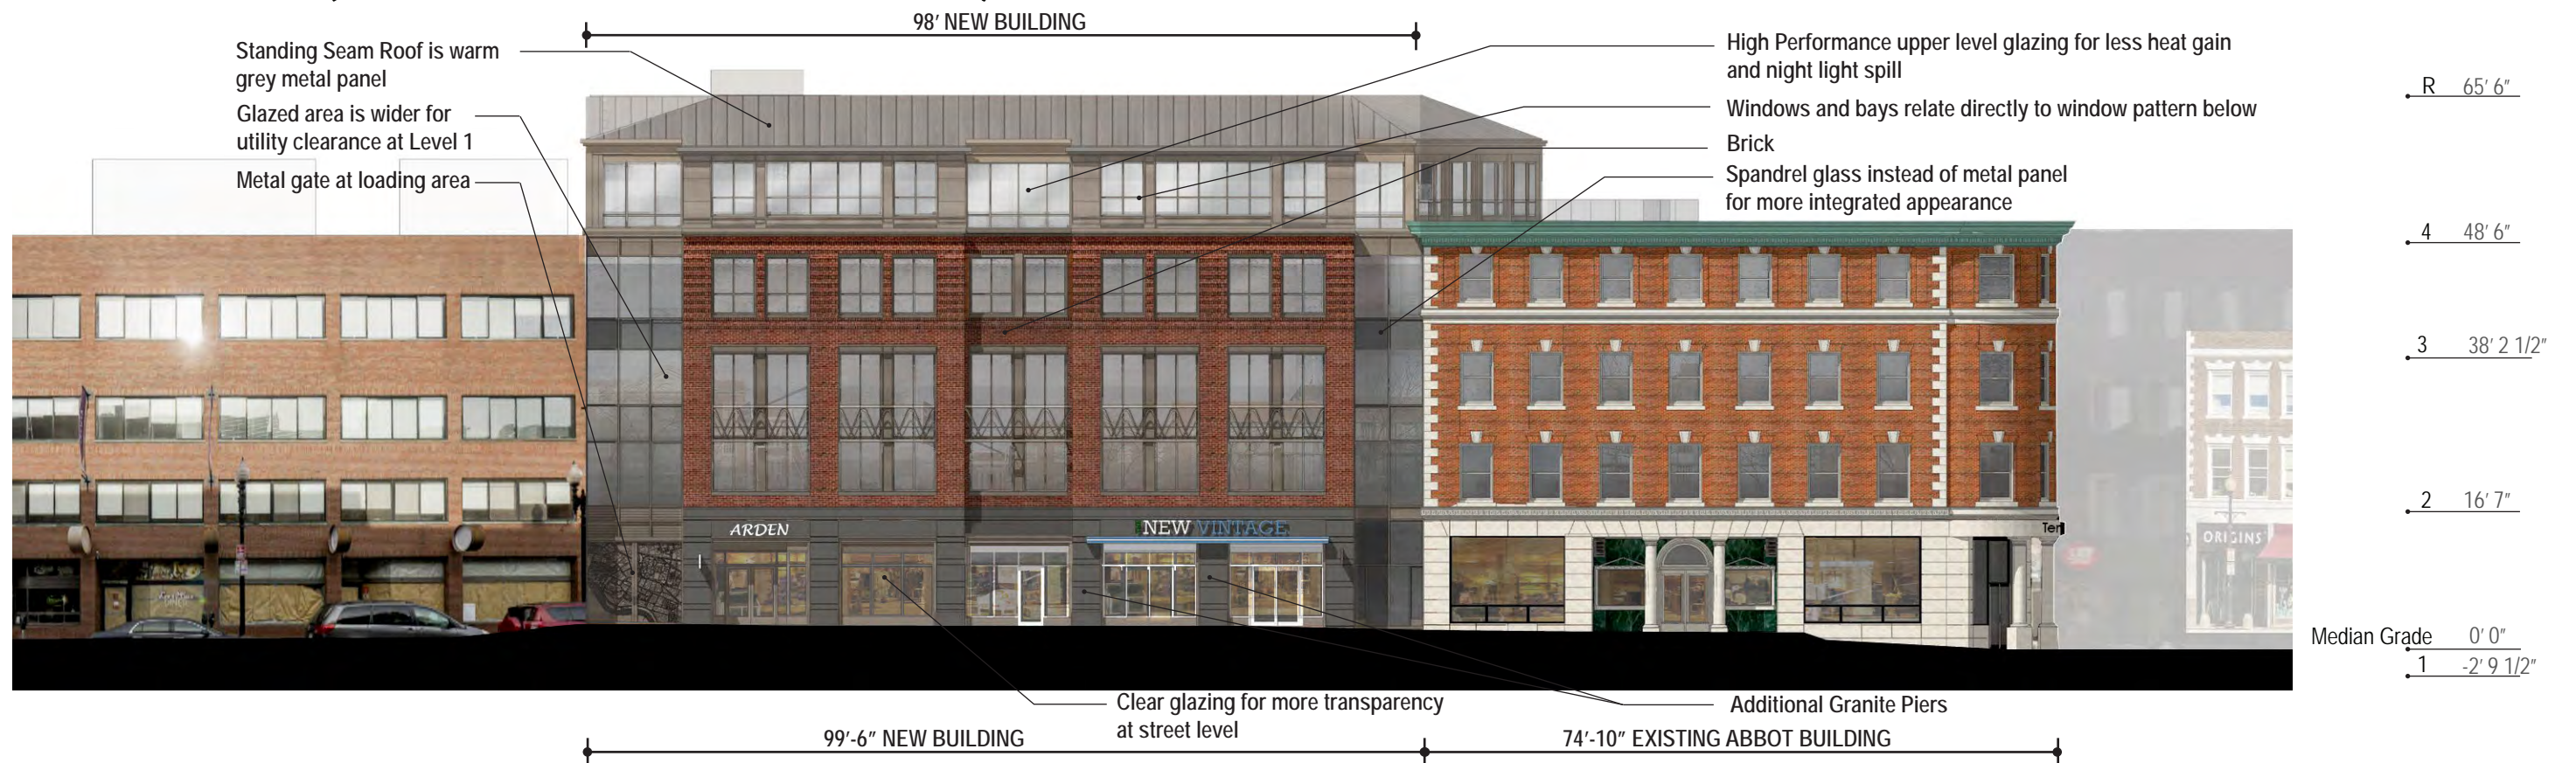 98' NEW BUILDING
Standing Seam Roof is warm
grey metal panel
Glazed area is wider for
utility clearance at Level 1
Metal gate at loading area
High Performance upper level glazing for less heat gain
and night light spill
Windows and bays relate directly to window pattern below
Brick
Spandrel glass instead of metal panel
for more integrated appearance
R 65' 6"
4 48' 6"
3 38' 2 1/2"
2 16' 7"
Median Grade 0' 0"
1 -2' 9 1/2"
ARDEN
NEW VINTAGE
Ter
ORIGINS
Clear glazing for more transparency
at street level
Additional Granite Piers
99'-6" NEW BUILDING
74'-10" EXISTING ABBOT BUILDING